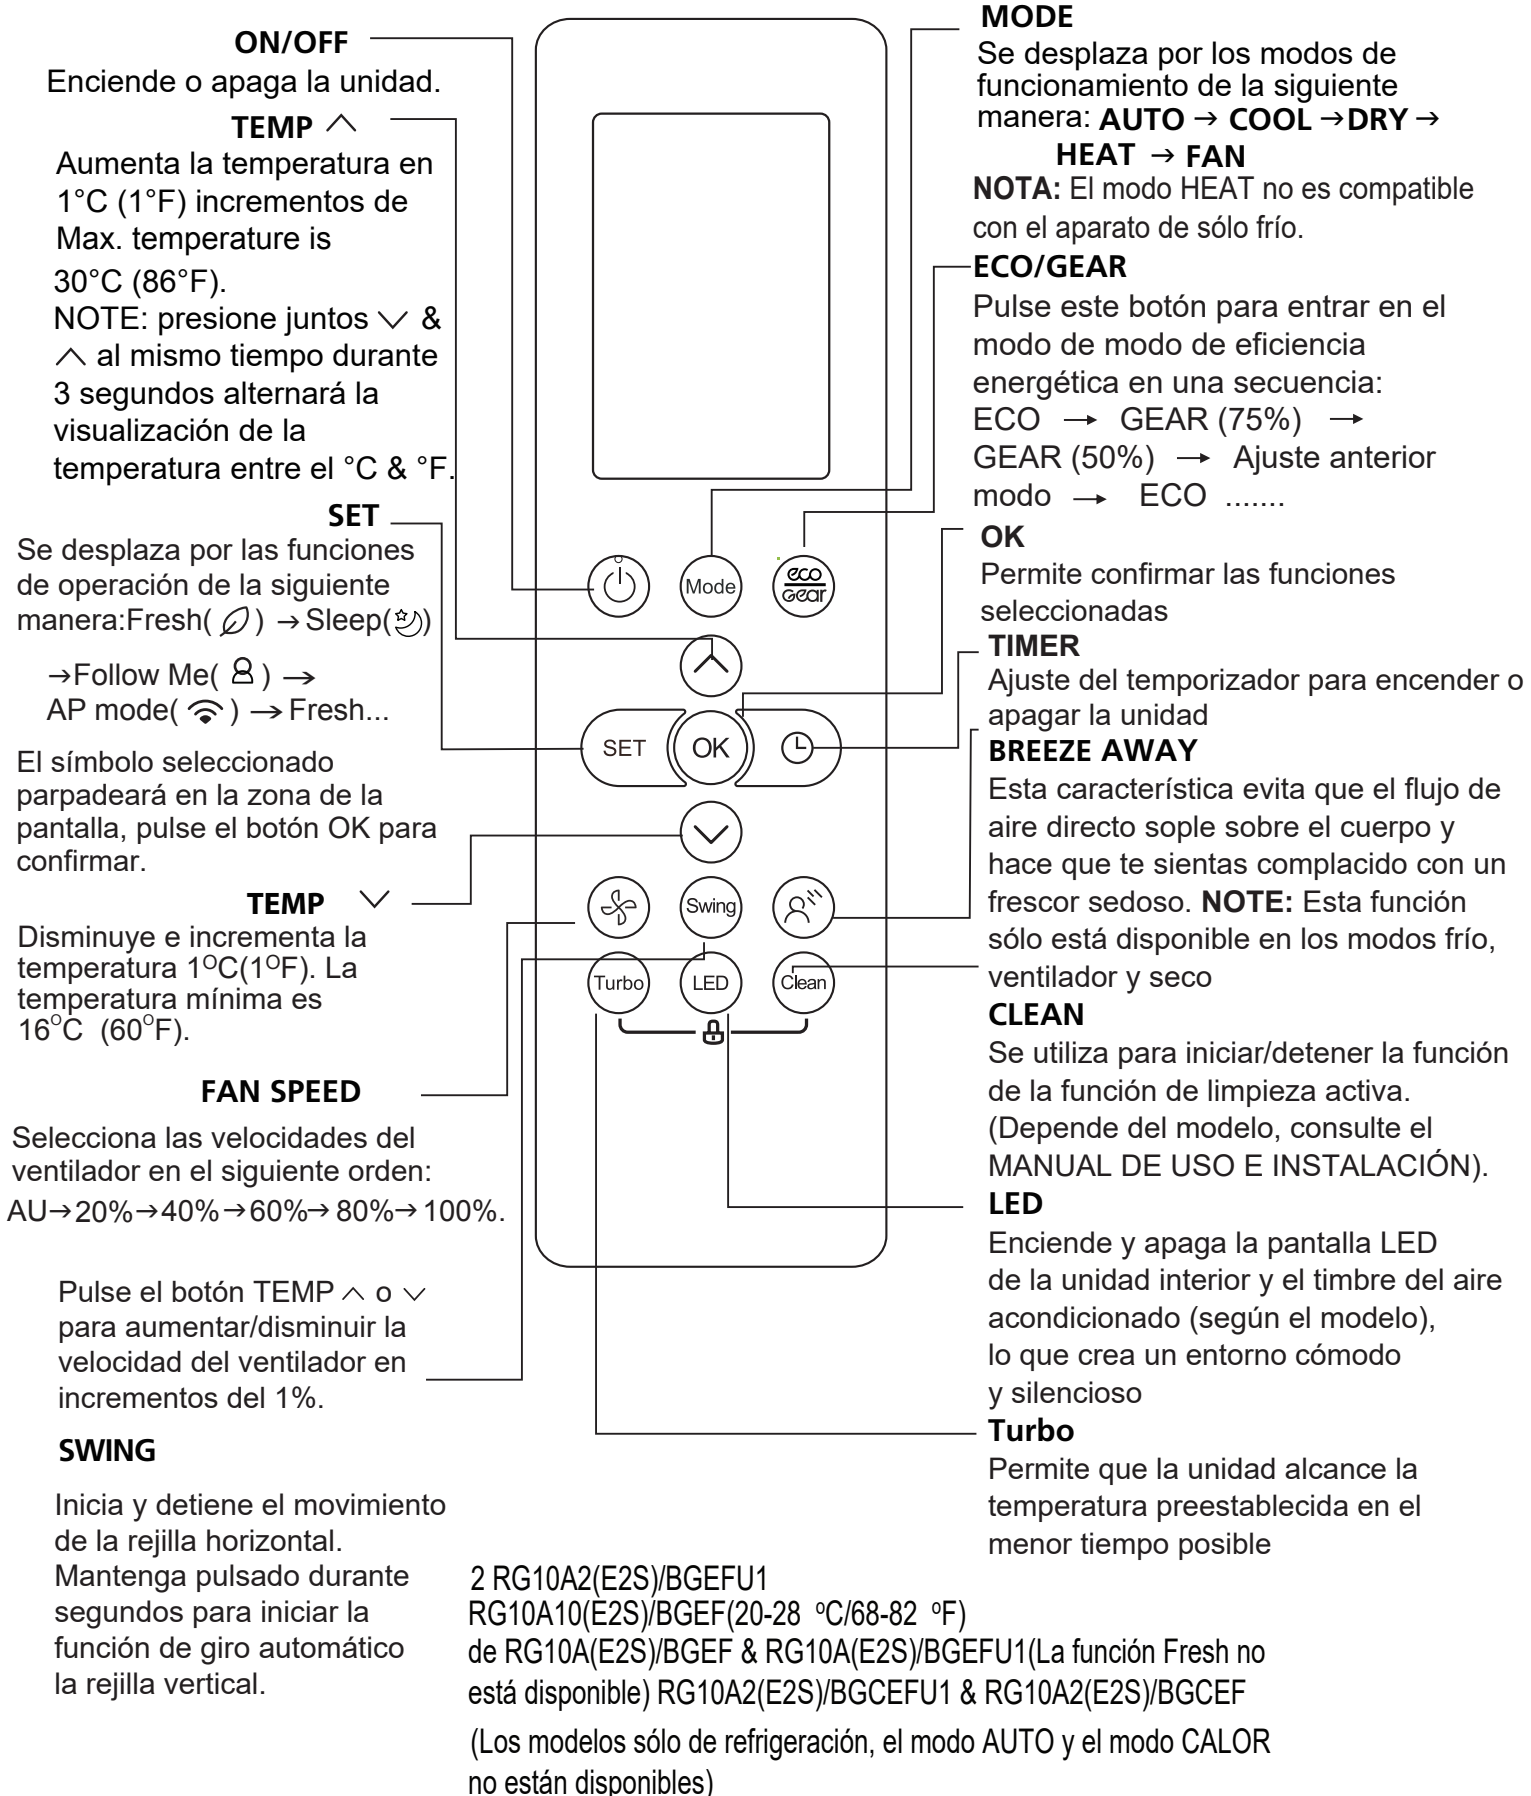 ON/OFF
Enciende o apaga la unidad.
TEMP
Aumenta la temperatura en
1°C (1°F) incrementos de
Max. temperature is
30°C (86°F).
NOTE: presione juntos &
al mismo tiempo durante
3 segundos alternará la
visualización de la
temperatura entre el °C & °F.
SET
Se desplaza por las funciones
de operación de la siguiente
manera:Fresh( ) → Sleep( )
→Follow Me( ) →
AP mode( ) → Fresh...
El símbolo seleccionado
parpadeará en la zona de la
pantalla, pulse el botón OK para
confirmar.
TEMP
Disminuye e incrementa la
temperatura 1°C(1°F). La
temperatura mínima es
16°C (60°F).
FAN SPEED
Selecciona las velocidades del
ventilador en el siguiente orden:
AU→20%→40%→60%→80%→100%.
Pulse el botón TEMP o
para aumentar/disminuir la
velocidad del ventilador en
incrementos del 1%.
SWING
Inicia y detiene el movimiento
de la rejilla horizontal.
Mantenga pulsado durante
segundos para iniciar la
función de giro automático
la rejilla vertical.
Mode
eco
Gear
SET
OK
Swing
Turbo
LED
Clean
MODE
Se desplaza por los modos de
funcionamiento de la siguiente
manera: AUTO → COOL →DRY→
HEAT → FAN
NOTA: El modo HEAT no es compatible
con el aparato de sólo frío.
ECO/GEAR
Pulse este botón para entrar en el
modo de modo de eficiencia
energética en una secuencia:
ECO → GEAR (75%) →
GEAR (50%) → Ajuste anterior
modo → ECO .......
OK
Permite confirmar las funciones
seleccionadas
TIMER
Ajuste del temporizador para encender o
apagar la unidad
BREEZE AWAY
Esta característica evita que el flujo de
aire directo sople sobre el cuerpo y
hace que te sientas complacido con un
frescor sedoso. NOTE: Esta función
sólo está disponible en los modos frío,
ventilador y seco
CLEAN
Se utiliza para iniciar/detener la función
de la función de limpieza activa.
(Depende del modelo, consulte el
MANUAL DE USO E INSTALACIÓN).
LED
Enciende y apaga la pantalla LED
de la unidad interior y el timbre del aire
acondicionado (según el modelo),
lo que crea un entorno cómodo
y silencioso
Turbo
Permite que la unidad alcance la
temperatura preestablecida en el
menor tiempo posible
2 RG10A2(E2S)/BGEFU1
RG10A10(E2S)/BGEF(20-28 ºC/68-82 ºF)
de RG10A(E2S)/BGEF & RG10A(E2S)/BGEFU1(La función Fresh no
está disponible) RG10A2(E2S)/BGCEFU1 & RG10A2(E2S)/BGCEF
(Los modelos sólo de refrigeración, el modo AUTO y el modo CALOR
no están disponibles)